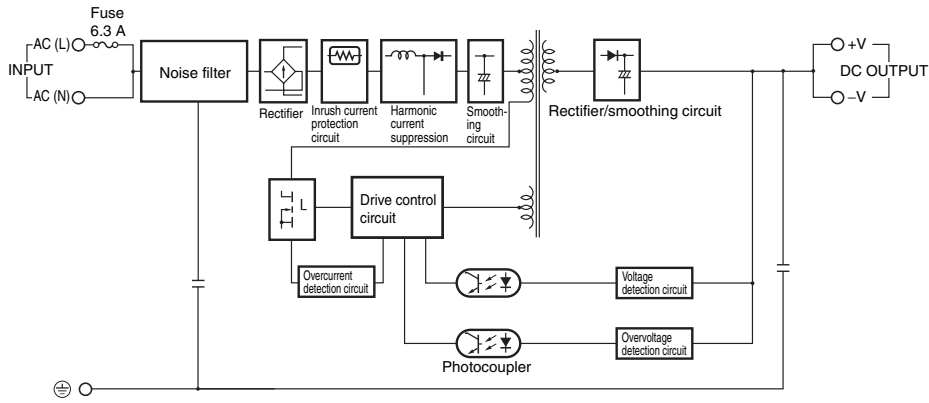 Fuse
6.3 A
AC (L)
INPUT
AC (N)
Noise filter
Rectifier
Inrush current
protection
circuit
Harmonic
current
suppression
Smooth-
ing
circuit
Rectifier/smoothing circuit
+V
DC OUTPUT
–V
L
Drive control
circuit
Overcurrent
detection circuit
Voltage
detection circuit
Overvoltage
detection circuit
Photocoupler